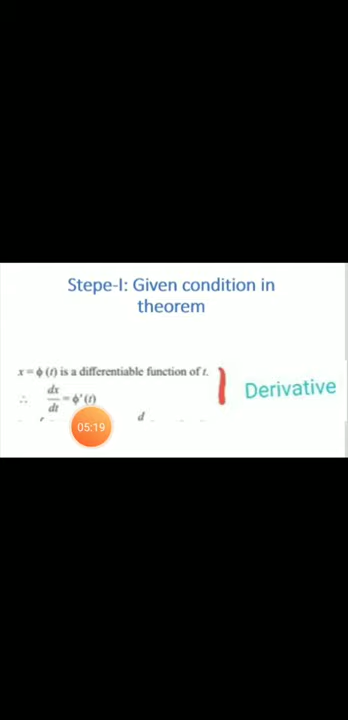 Stepe-I: Given condition in
theorem
x = ϕ (t) is a differentiable function of t.
∴ dx/dt = ϕ' (t)
Derivative
05:19
d